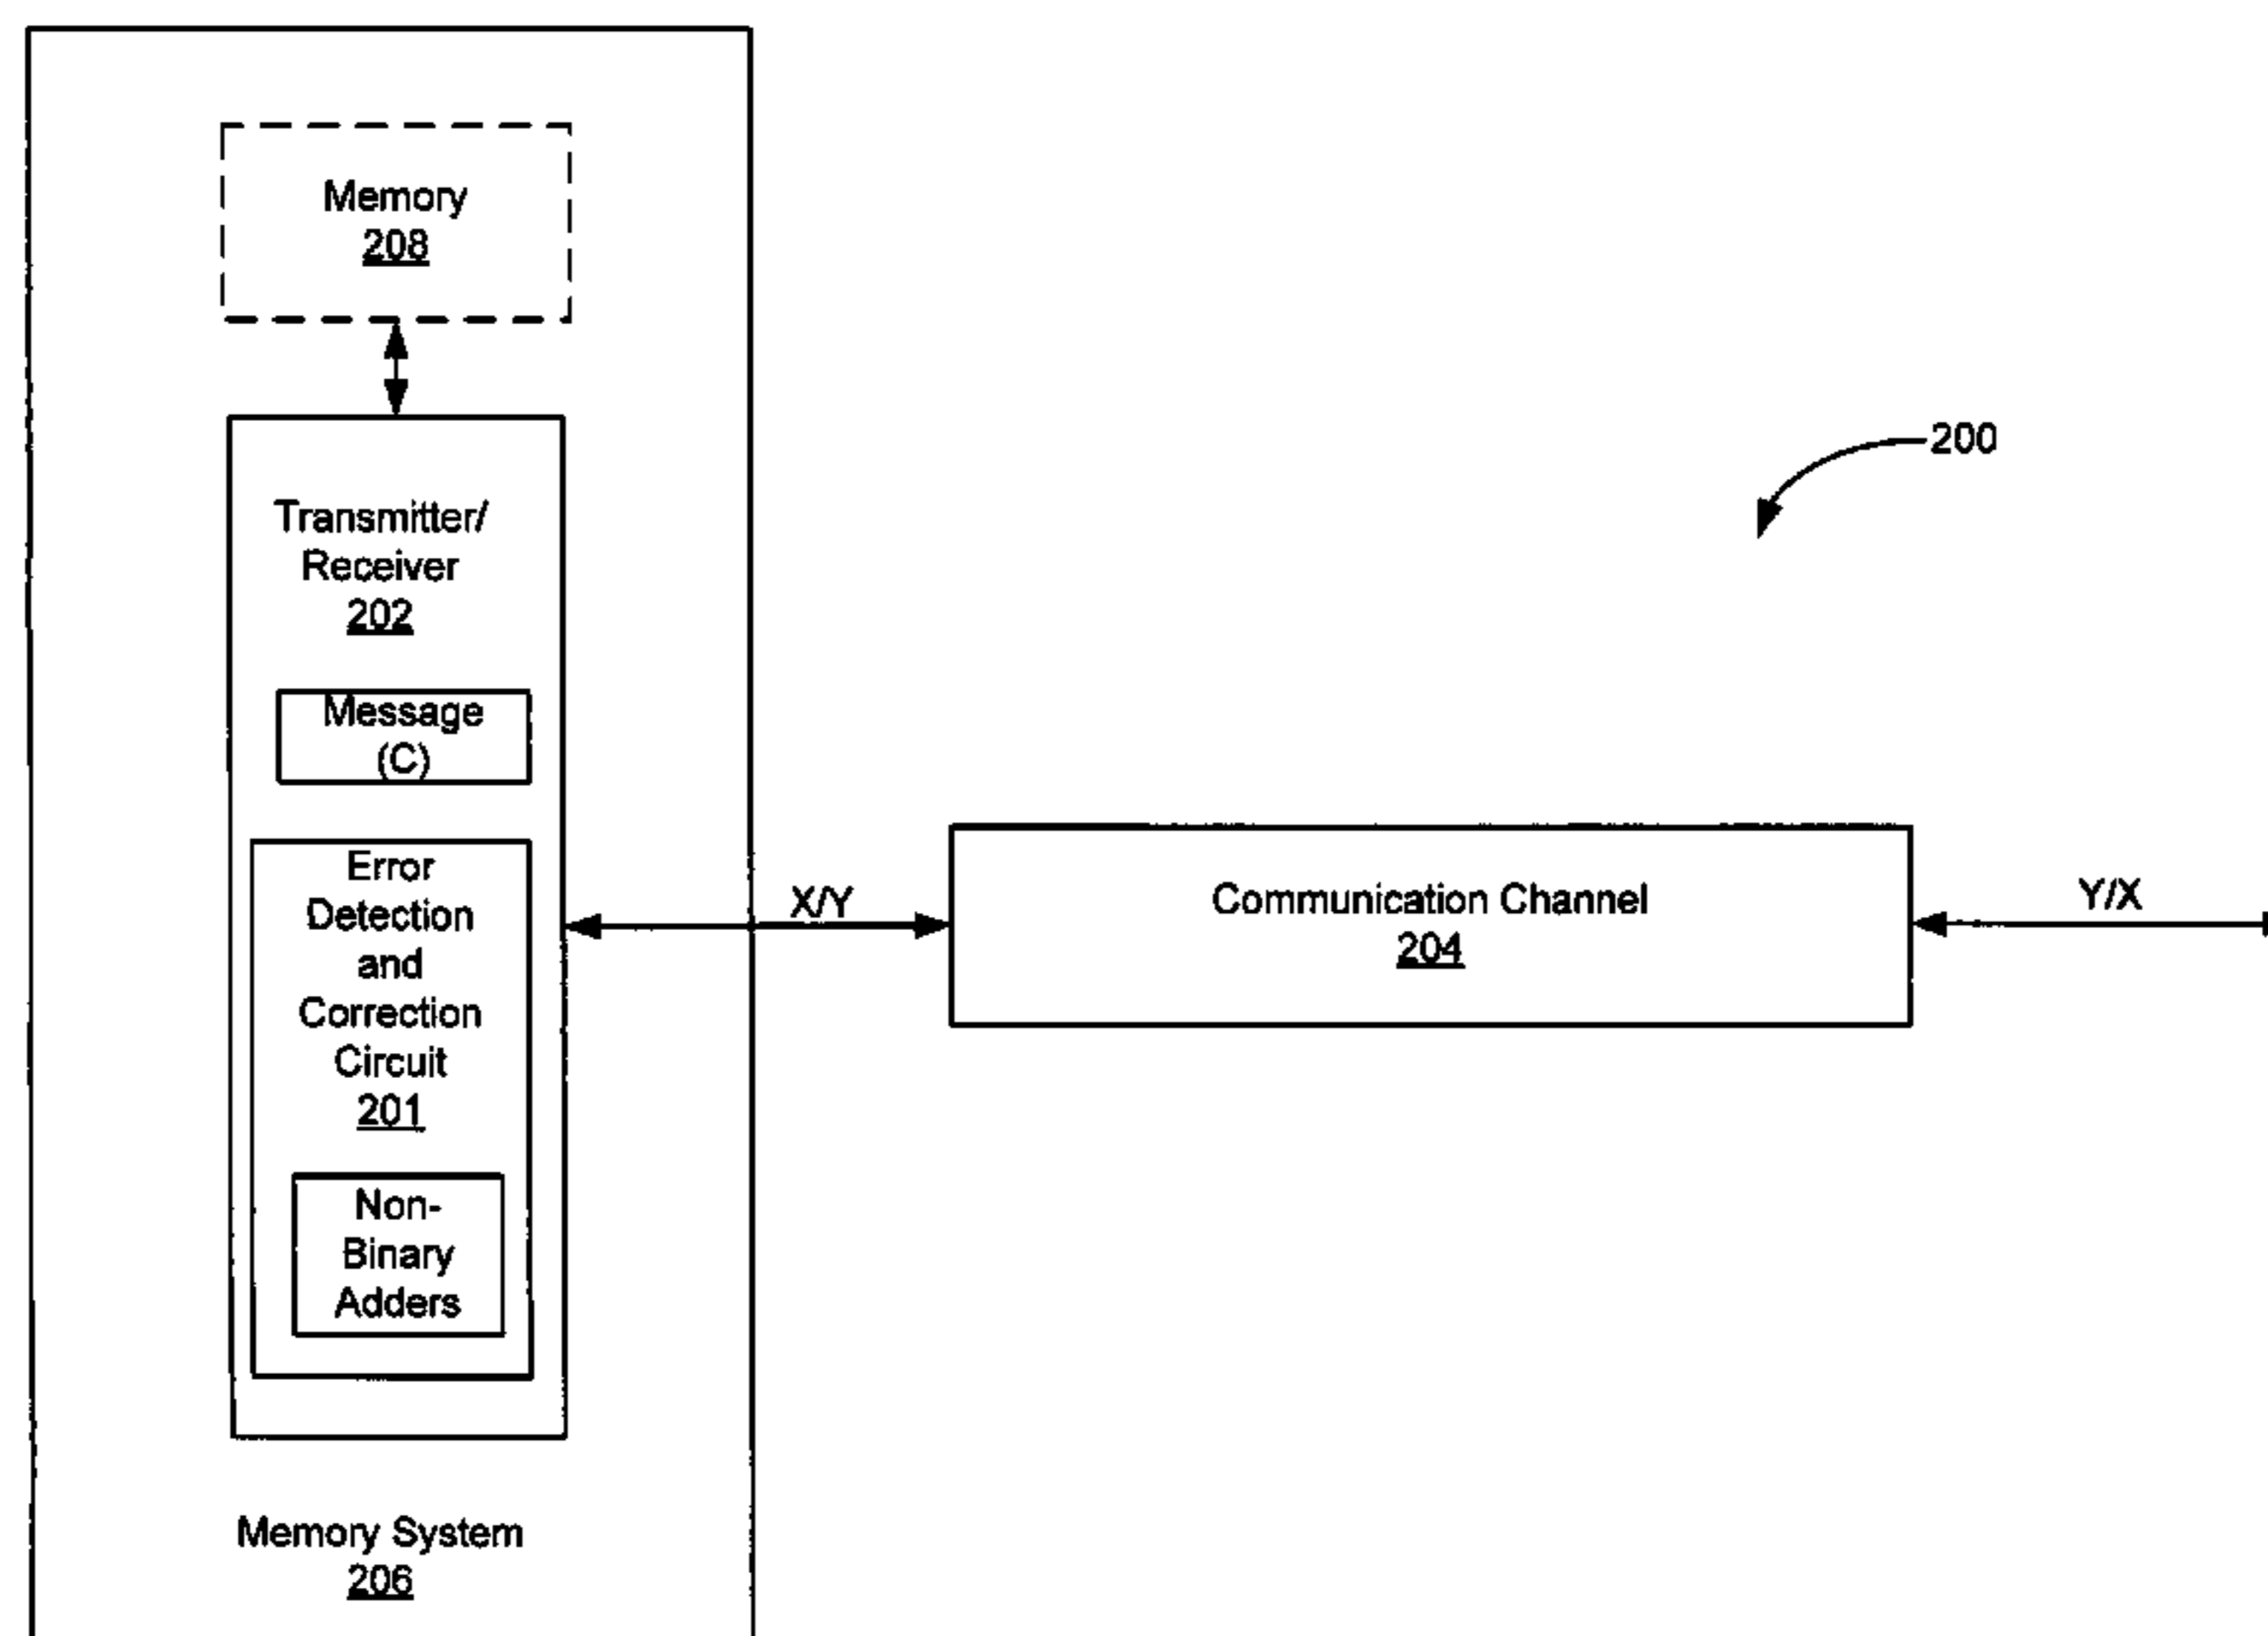 Memory
208
Transmitter/
Receiver
202
Message
(C)
Error
Detection
and
Correction
Circuit
201
Non-
Binary
Adders
Memory System
206
X/Y
Communication Channel
204
200
Y/X